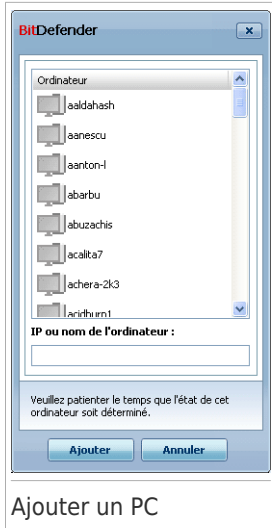 BitDefender
Ordinateur
aaldahash
aanescu
aanton-l
abarbu
abuzachis
acalita7
achera-2k3
acidburn1
IP ou nom de l'ordinateur :
Veuillez patienter le temps que l'état de cet
ordinateur soit déterminé.
Ajouter
Annuler
Ajouter un PC